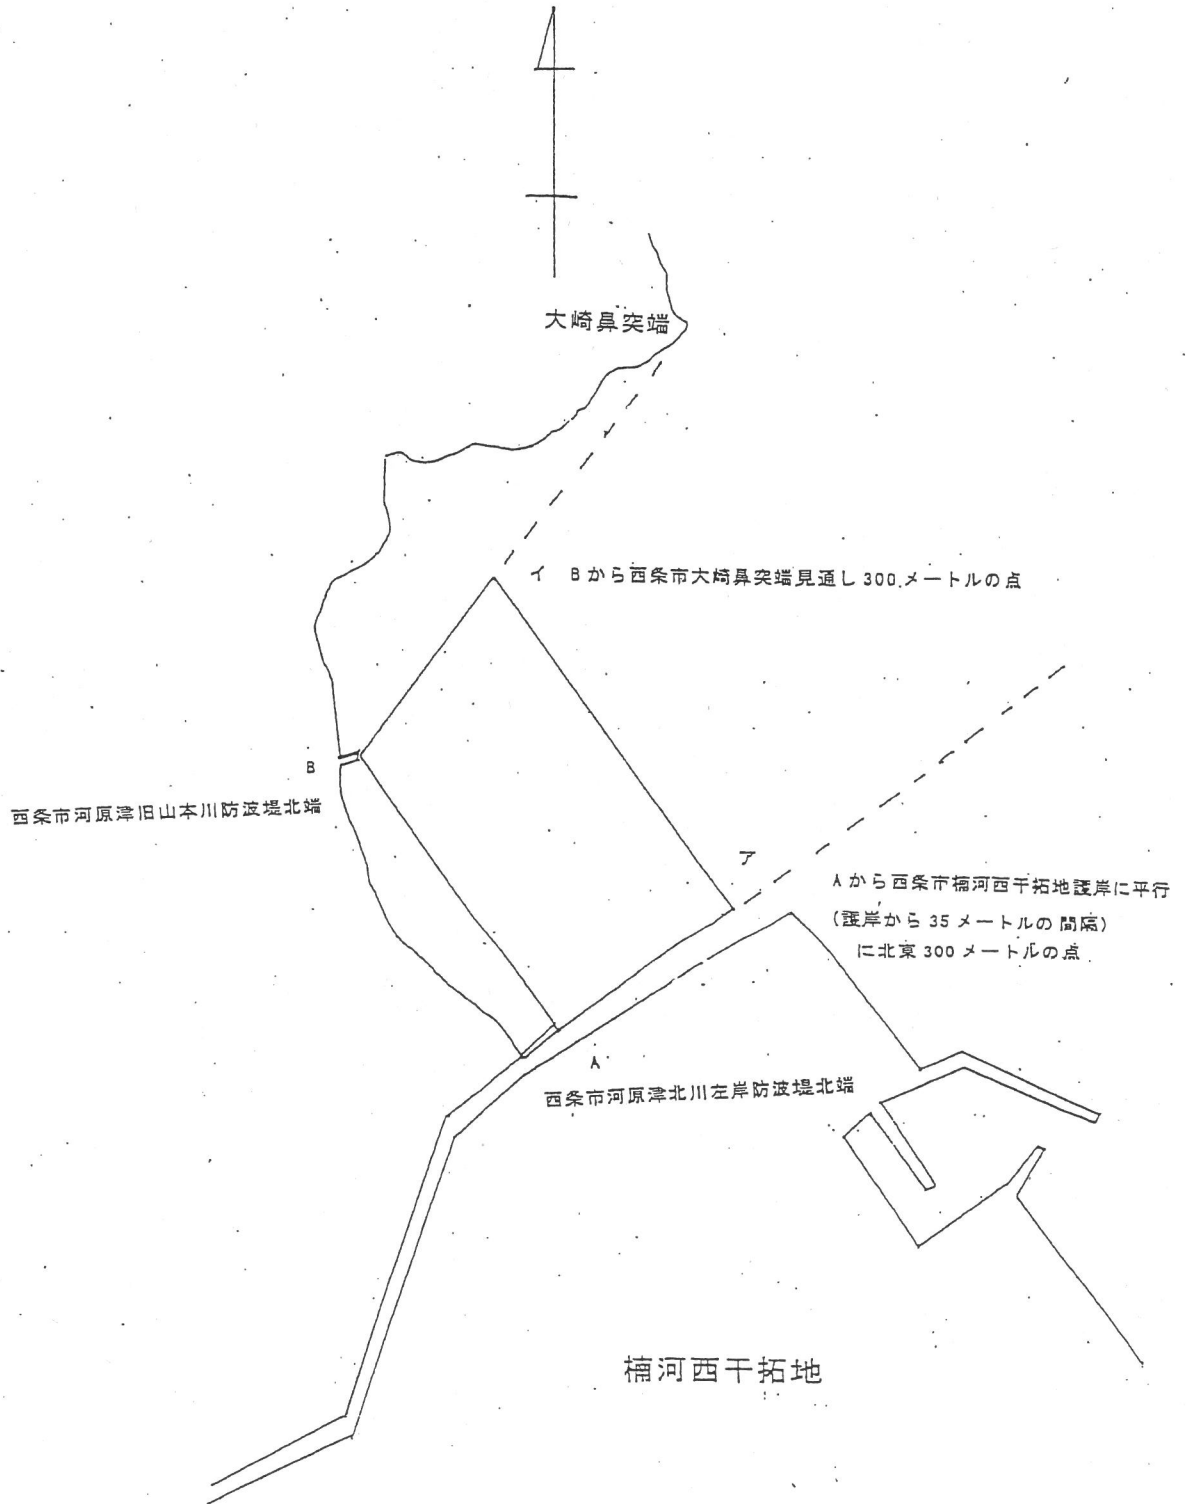 大崎鼻突端
イ Bから西条市大崎鼻突端見通し300メートルの点
B
西条市河原津旧山本川防波堤北端
ア
Aから西条市楠河西干拓地護岸に平行
(護岸から35メートルの間隔)
に北東300メートルの点
A
西条市河原津北川左岸防波堤北端
楠河西干拓地